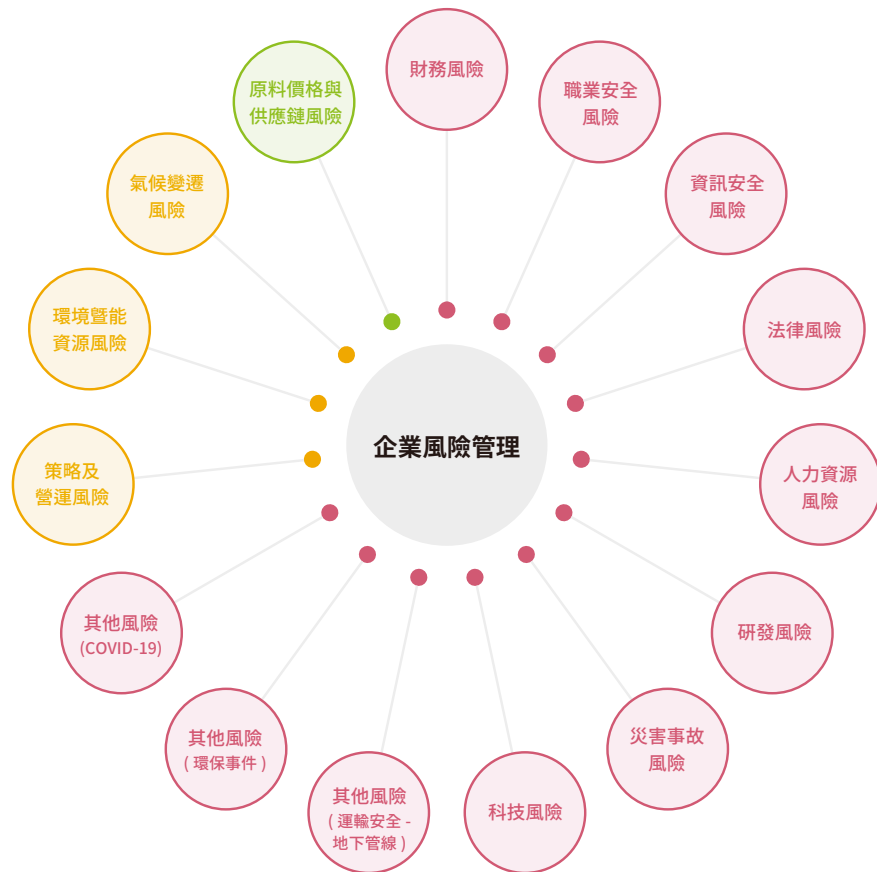 財務風險
職業安全
風險
資訊安全
風險
法律風險
人力資源
風險
研發風險
災害事故
風險
科技風險
其他風險
( 運輸安全 -
地下管線 )
其他風險
( 環保事件 )
其他風險
(COVID-19)
策略及
營運風險
環境暨能
資源風險
氣候變遷
風險
原料價格與
供應鏈風險
企業風險管理